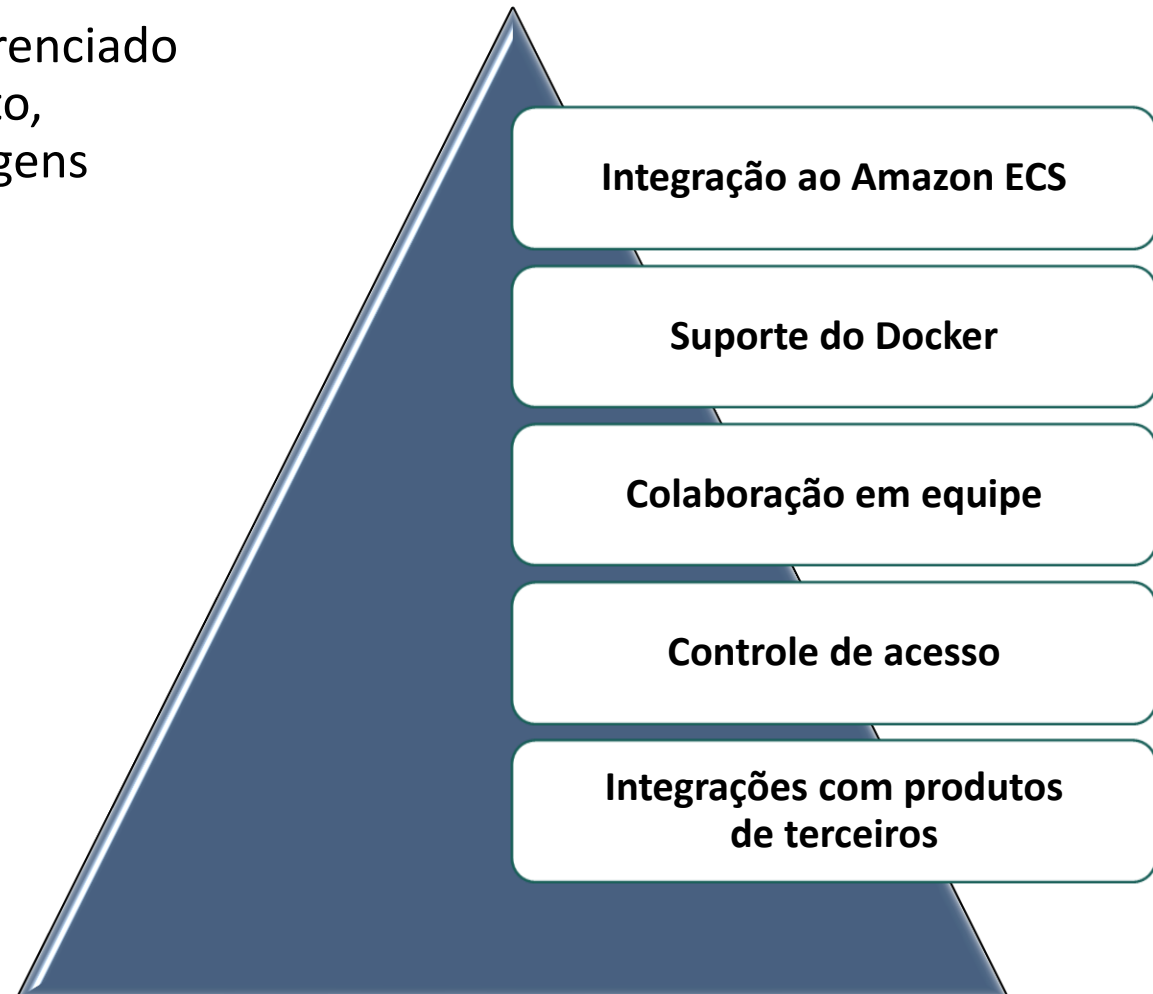 renciado
o,
gens
Integração ao Amazon ECS
Suporte do Docker
Colaboração em equipe
Controle de acesso
Integrações com produtos
de terceiros